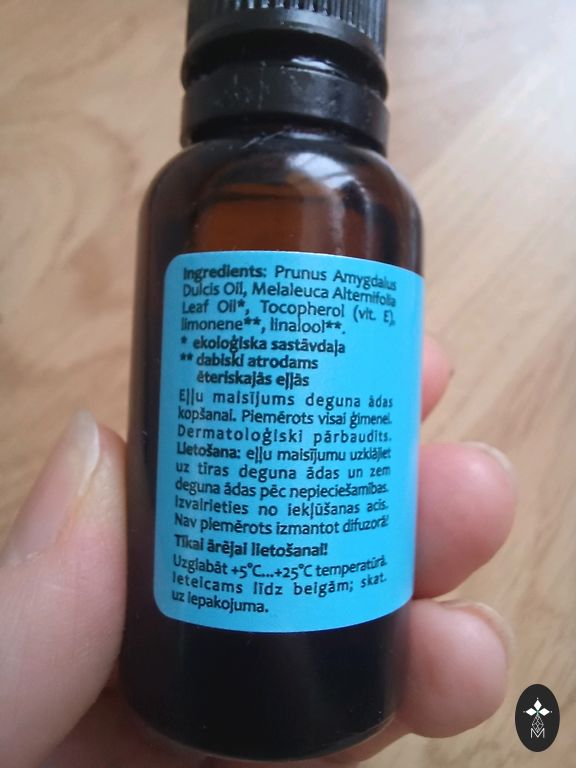 Ingredients: Prunus Amygdalus
Dulcis Oil, Melaleuca Alternifolia
Leaf Oil*, Tocopherol (vit. E),
limonene**, linalool**.
* ekoloģiska sastāvdaļa
** dabiski atrodams
ēteriskajās eļļās
Eļļu maisījums deguna ādas
kopšanai. Piemērots visai ģimenei.
Dermatoloģiski pārbaudīts.
Lietošana: eļļu maisījumu uzklājiet
uz tīras deguna ādas un zem
deguna ādas pēc nepieciešamības.
Izvairieties no iekļūšanas acīs.
Nav piemērots izmantot difuzorā!
Tikai ārējai lietošanai!
Uzglabāt +5°C...+25°C temperatūrā.
Ieteicams līdz beigām; skat.
uz iepakojuma.
M